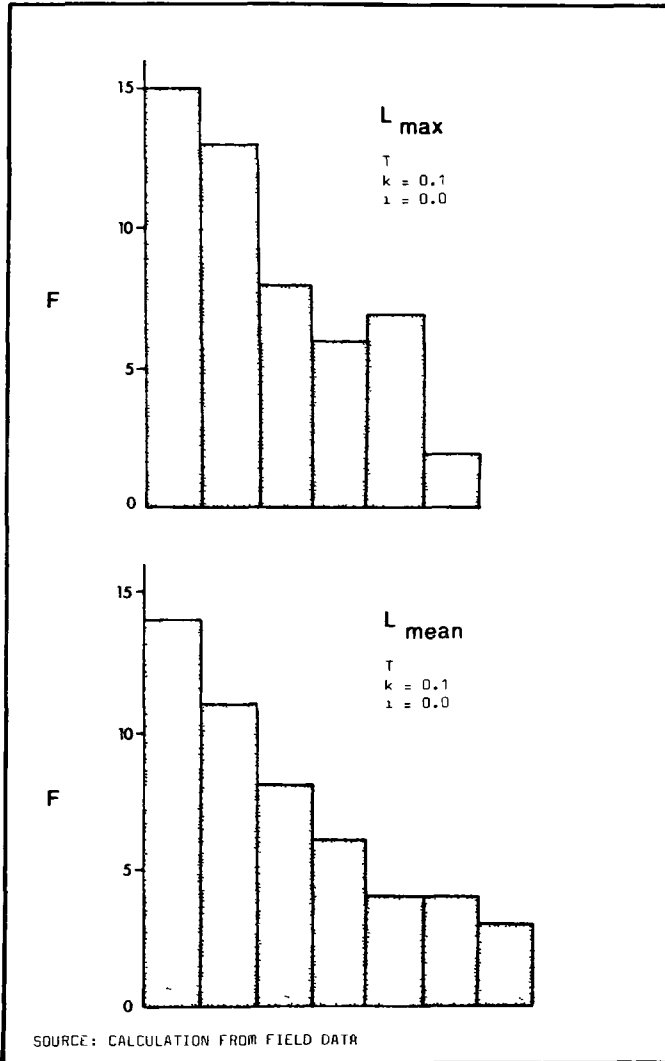 15
L max
T
k = 0.1
ı = 0.0
10
F
5
0
15
L mean
T
k = 0.1
ı = 0.0
10
F
5
0
SOURCE: CALCULATION FROM FIELD DATA